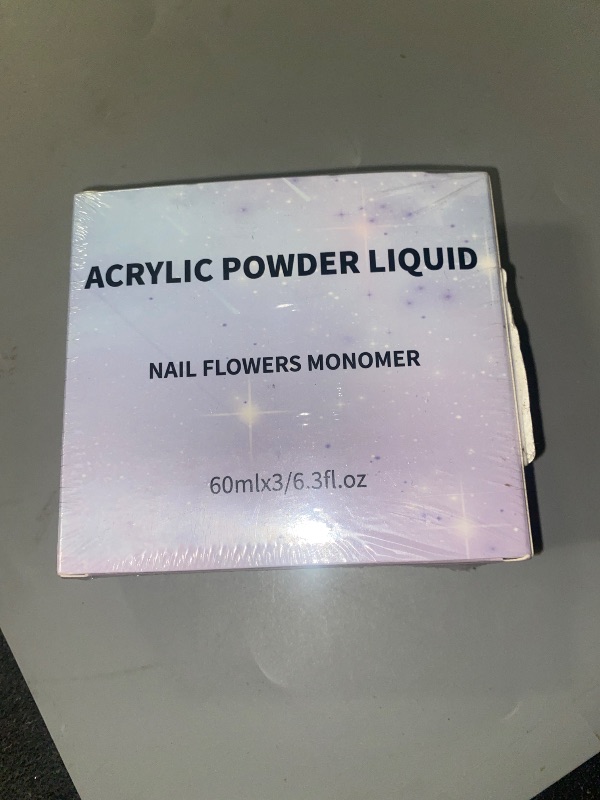 ACRYLIC POWDER LIQUID
NAIL FLOWERS MONOMER
60mlx3/6.3fl.oz